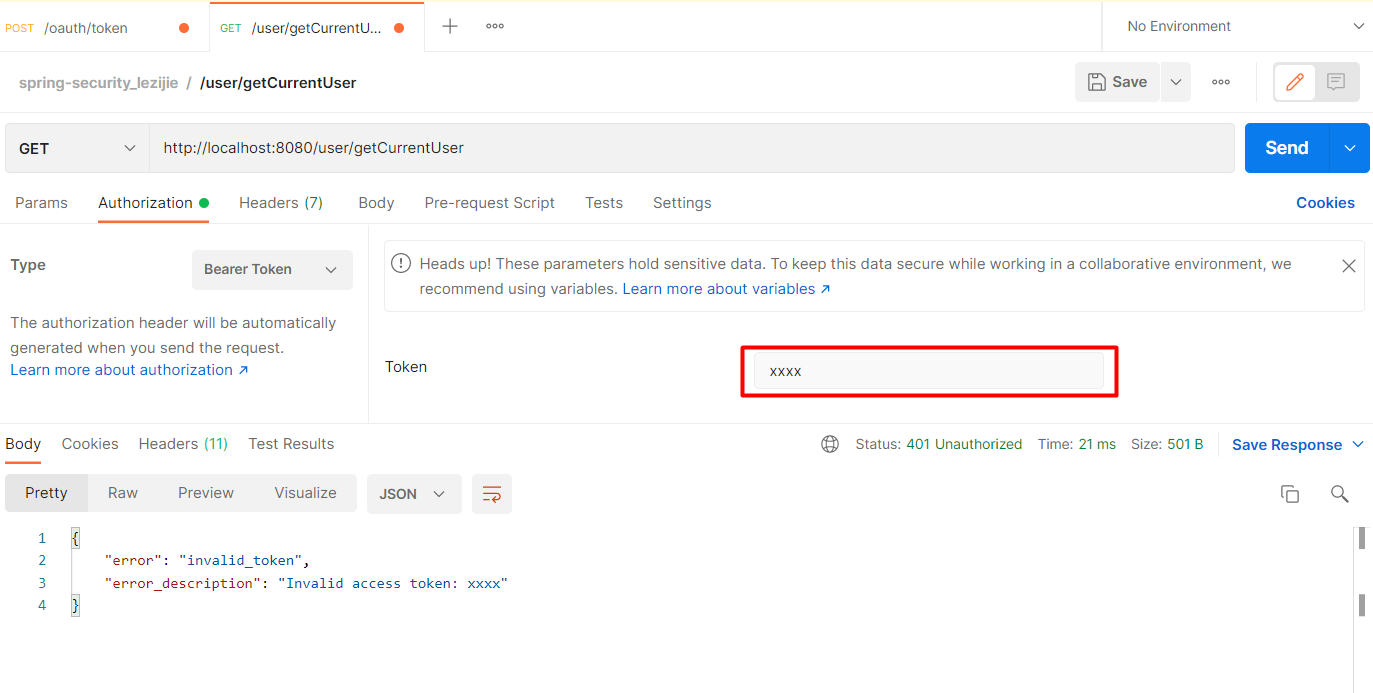 POST /oauth/token GET /user/getCurrentU... No Environment
spring-security_lezijie / /user/getCurrentUser Save
GET http://localhost:8080/user/getCurrentUser Send
Params Authorization Headers (7) Body Pre-request Script Tests Settings Cookies
Type Bearer Token
The authorization header will be automatically
generated when you send the request.
Learn more about authorization ↗
Heads up! These parameters hold sensitive data. To keep this data secure while working in a collaborative environment, we
recommend using variables. Learn more about variables ↗
Token xxxx
Body Cookies Headers (11) Test Results Status: 401 Unauthorized Time: 21 ms Size: 501 B Save Response
Pretty Raw Preview Visualize JSON
1 {
2 "error": "invalid_token",
3 "error_description": "Invalid access token: xxxx"
4 }